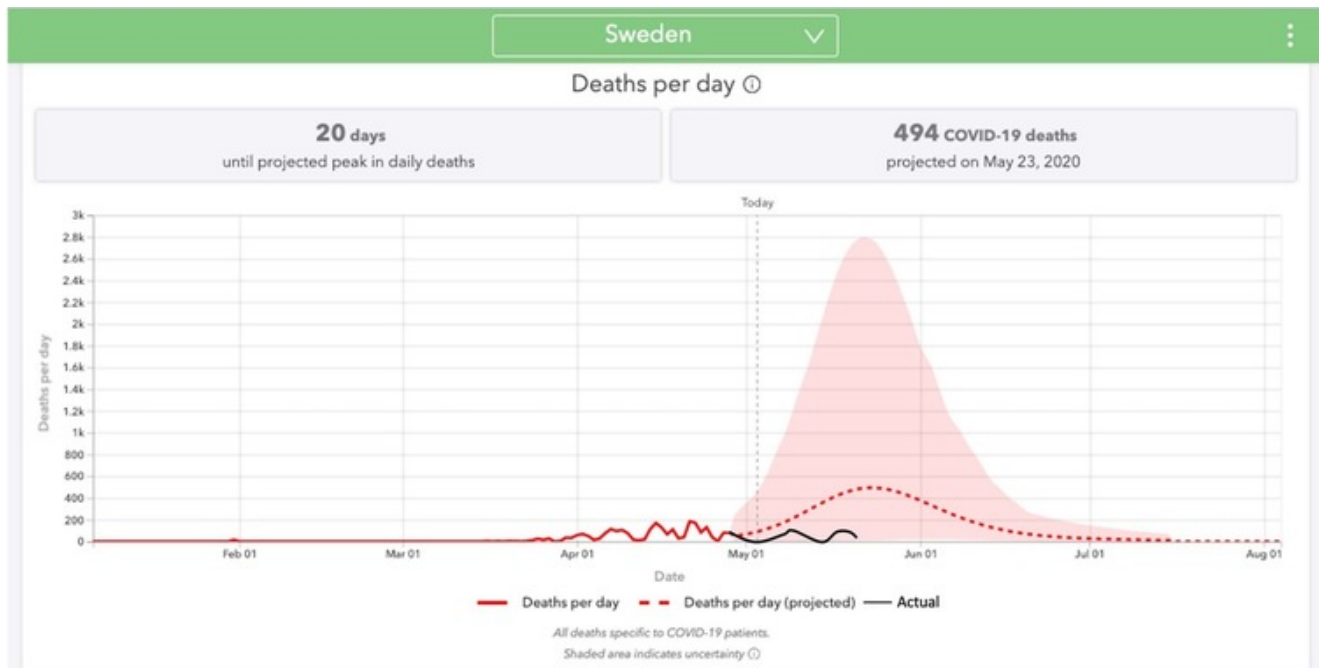 Sweden
Deaths per day
20 days
until projected peak in daily deaths
494 COVID-19 deaths
projected on May 23, 2020
Today
3k
2.8k
2.6k
2.4k
2.2k
2k
1.8k
1.6k
1.4k
1.2k
1k
800
600
400
200
0
Deaths per day
Feb 01 Mar 01 Apr 01 May 01 Jun 01 Jul 01 Aug 01
Date
Deaths per day Deaths per day (projected) Actual
All deaths specific to COVID-19 patients.
Shaded area indicates uncertainty